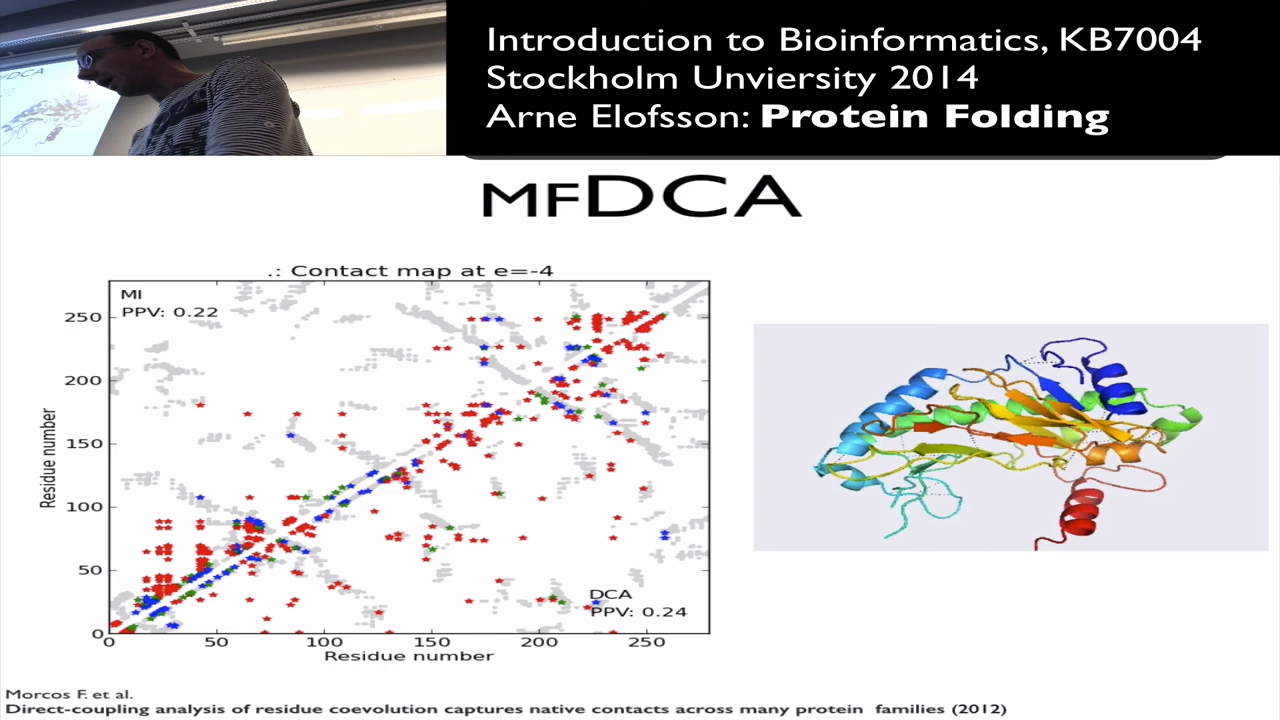 Introduction to Bioinformatics, KB7004
Stockholm Unviersity 2014
Arne Elofsson: Protein Folding
DCA
MFDCA
.: Contact map at e=-4
MI
PPV: 0.22
250
200
150
100
50
0
Residue number
DCA
PPV: 0.24
0 50 100 150 200 250
Residue number
Morcos F. et al.
Direct-coupling analysis of residue coevolution captures native contacts across many protein families (2012)